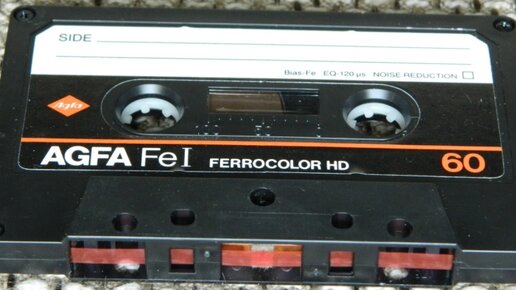 SIDE
Bias-Fe EQ-120 µs NOISE REDUCTION
Agfa
AGFA FeI FERROCOLOR HD 60